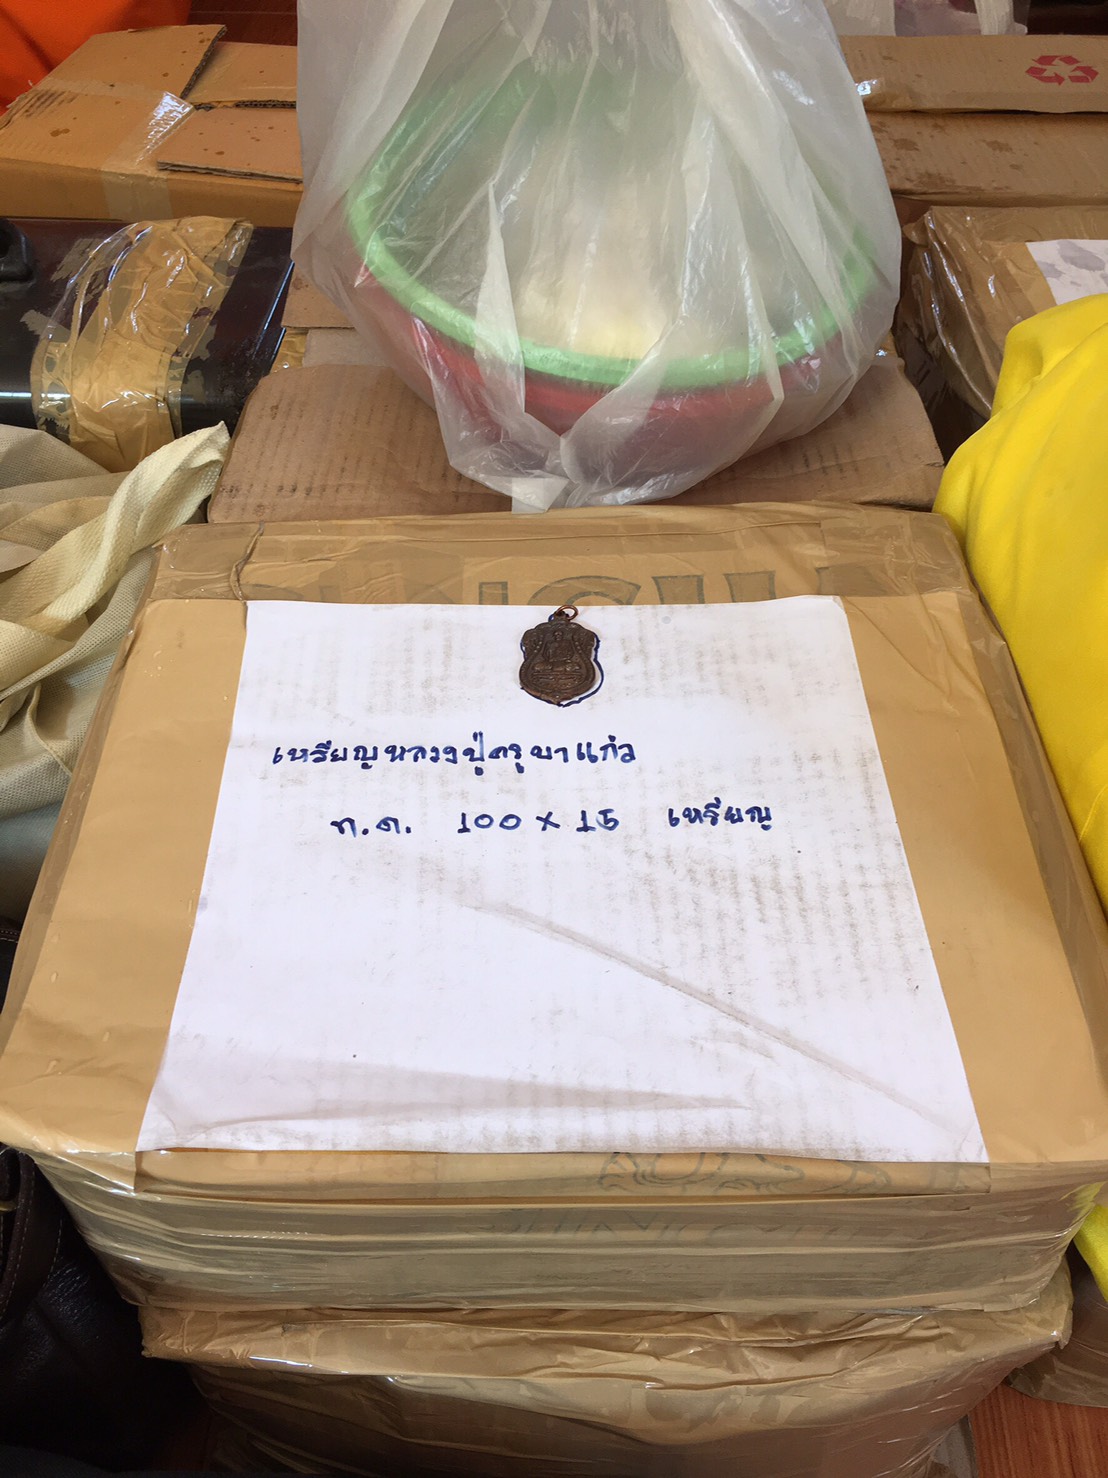 เหรียญหลวงปู่ครูบาแก้ว
ท.ด. 100 x 15 เหรียญ